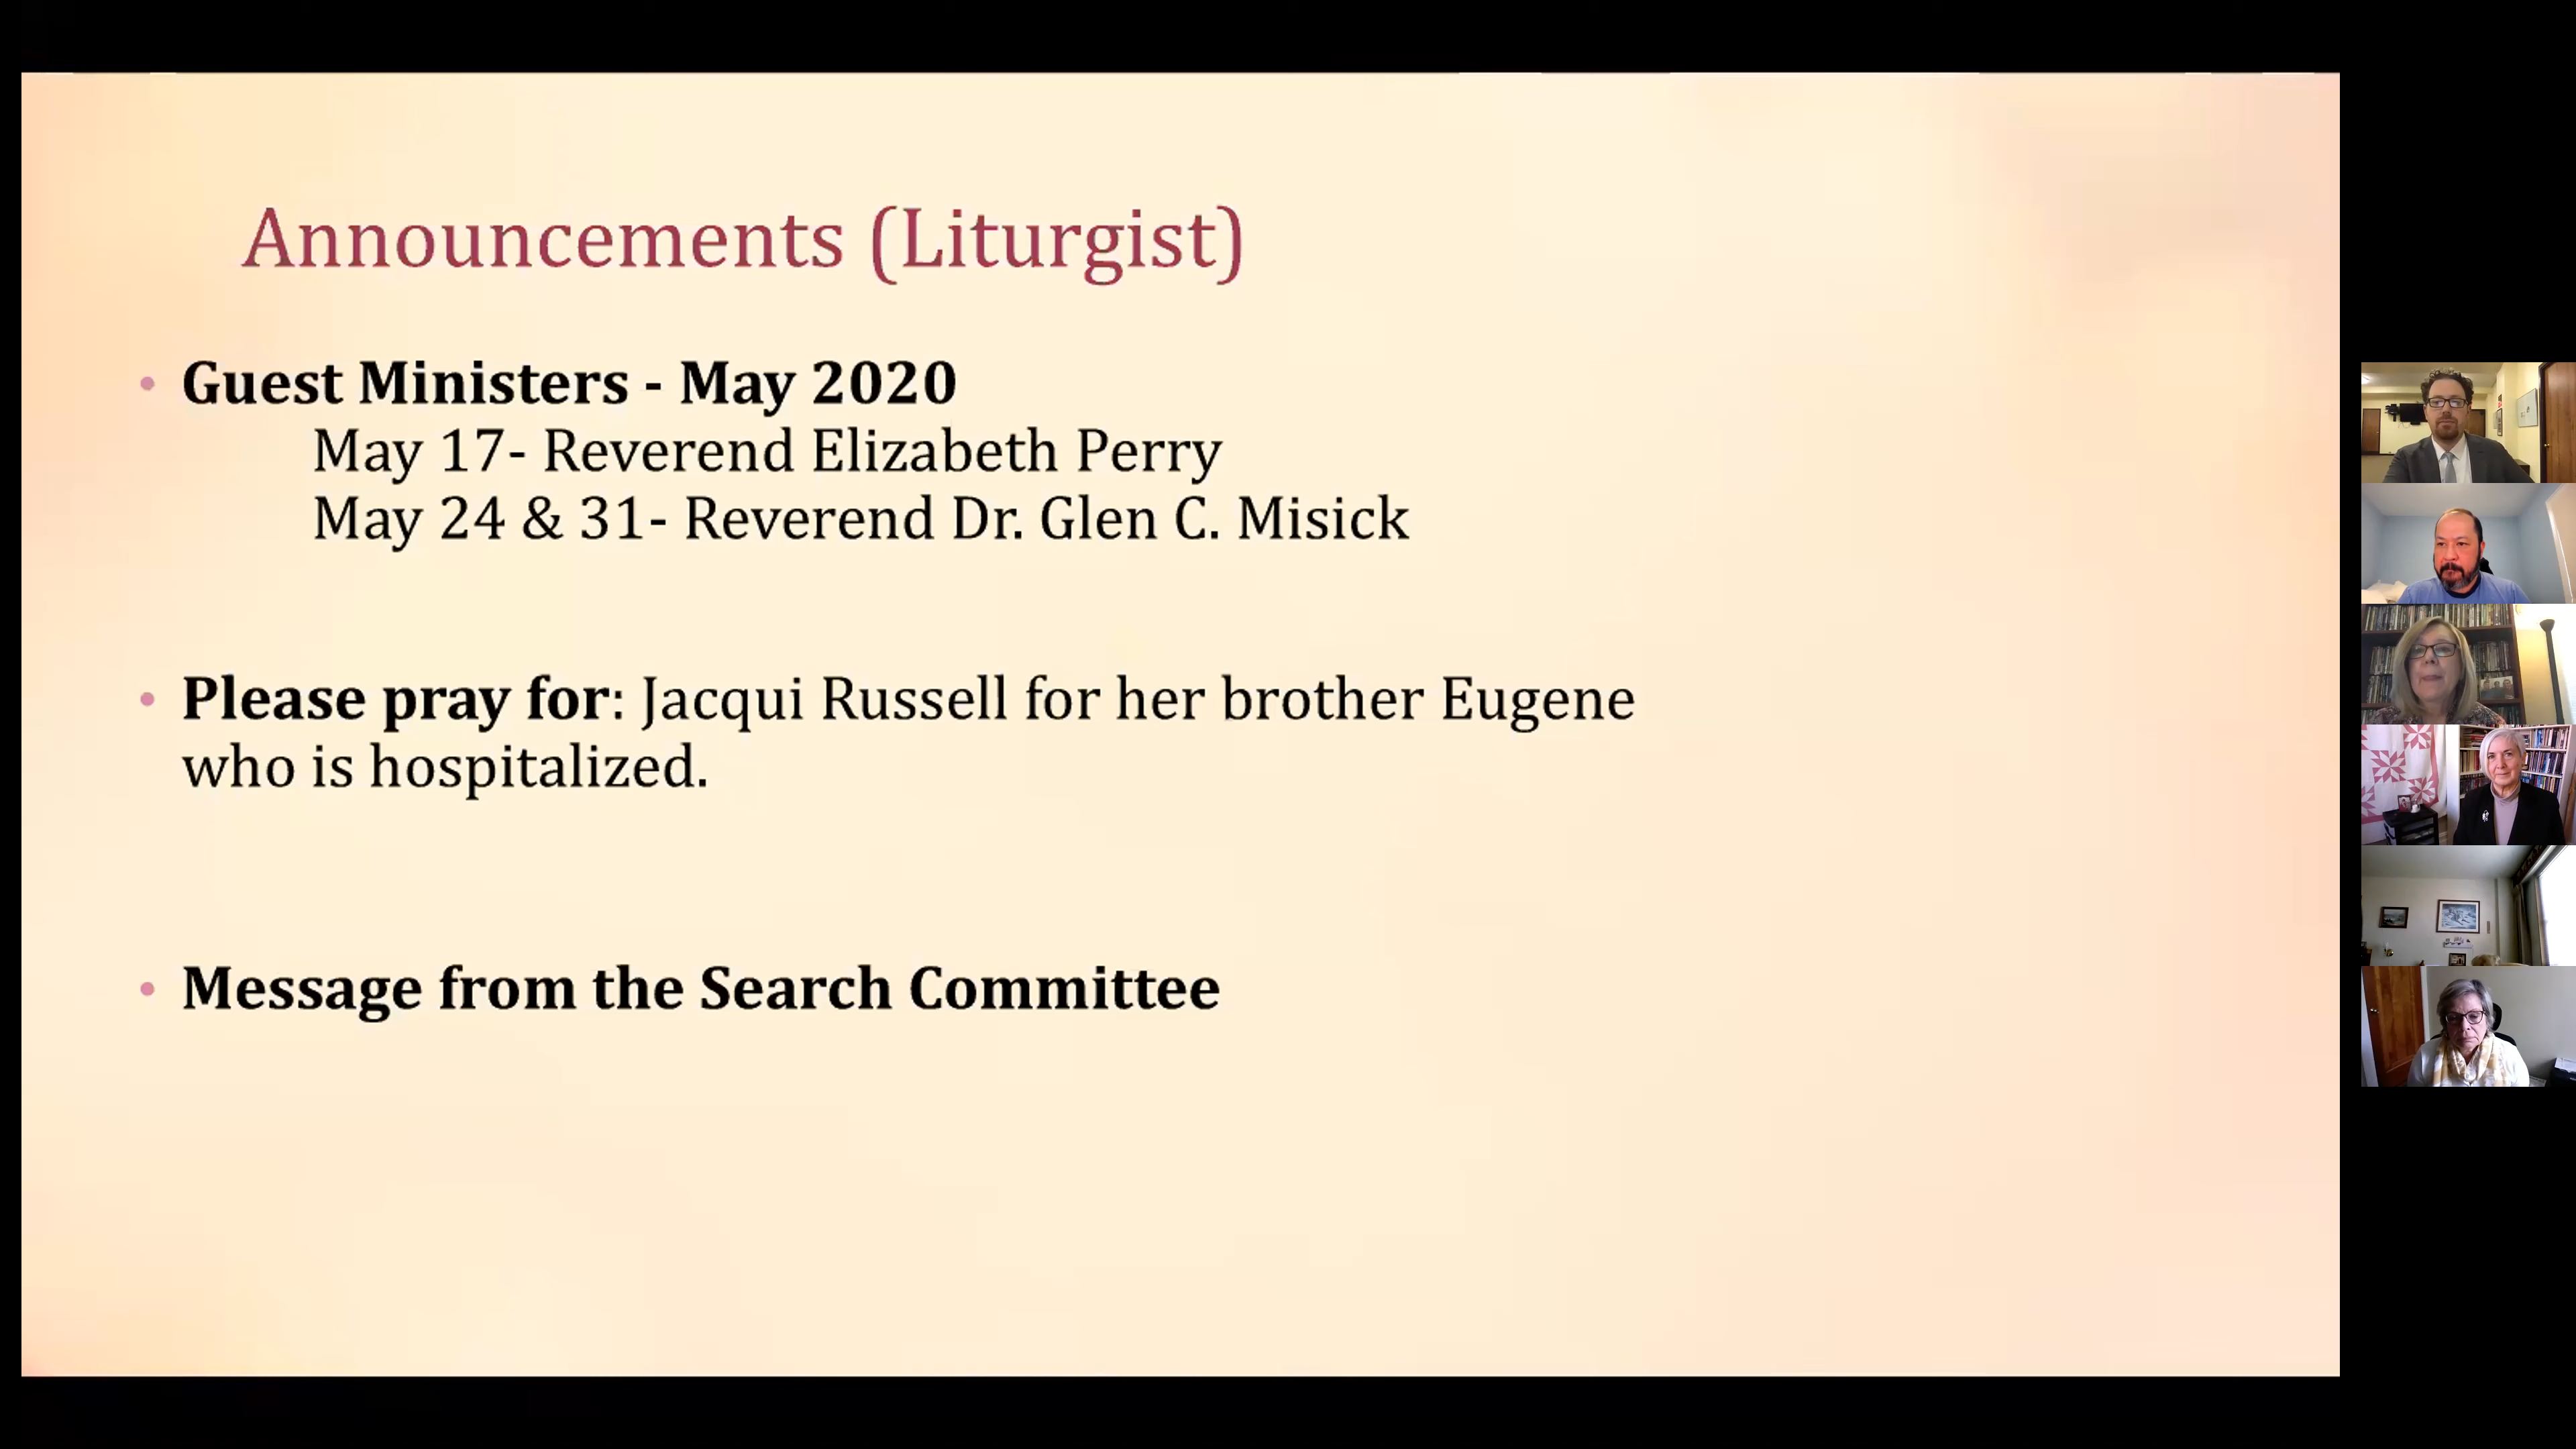 Announcements (Liturgist)
• Guest Ministers - May 2020
May 17- Reverend Elizabeth Perry
May 24 & 31- Reverend Dr. Glen C. Misick
• Please pray for: Jacqui Russell for her brother Eugene
who is hospitalized.
• Message from the Search Committee